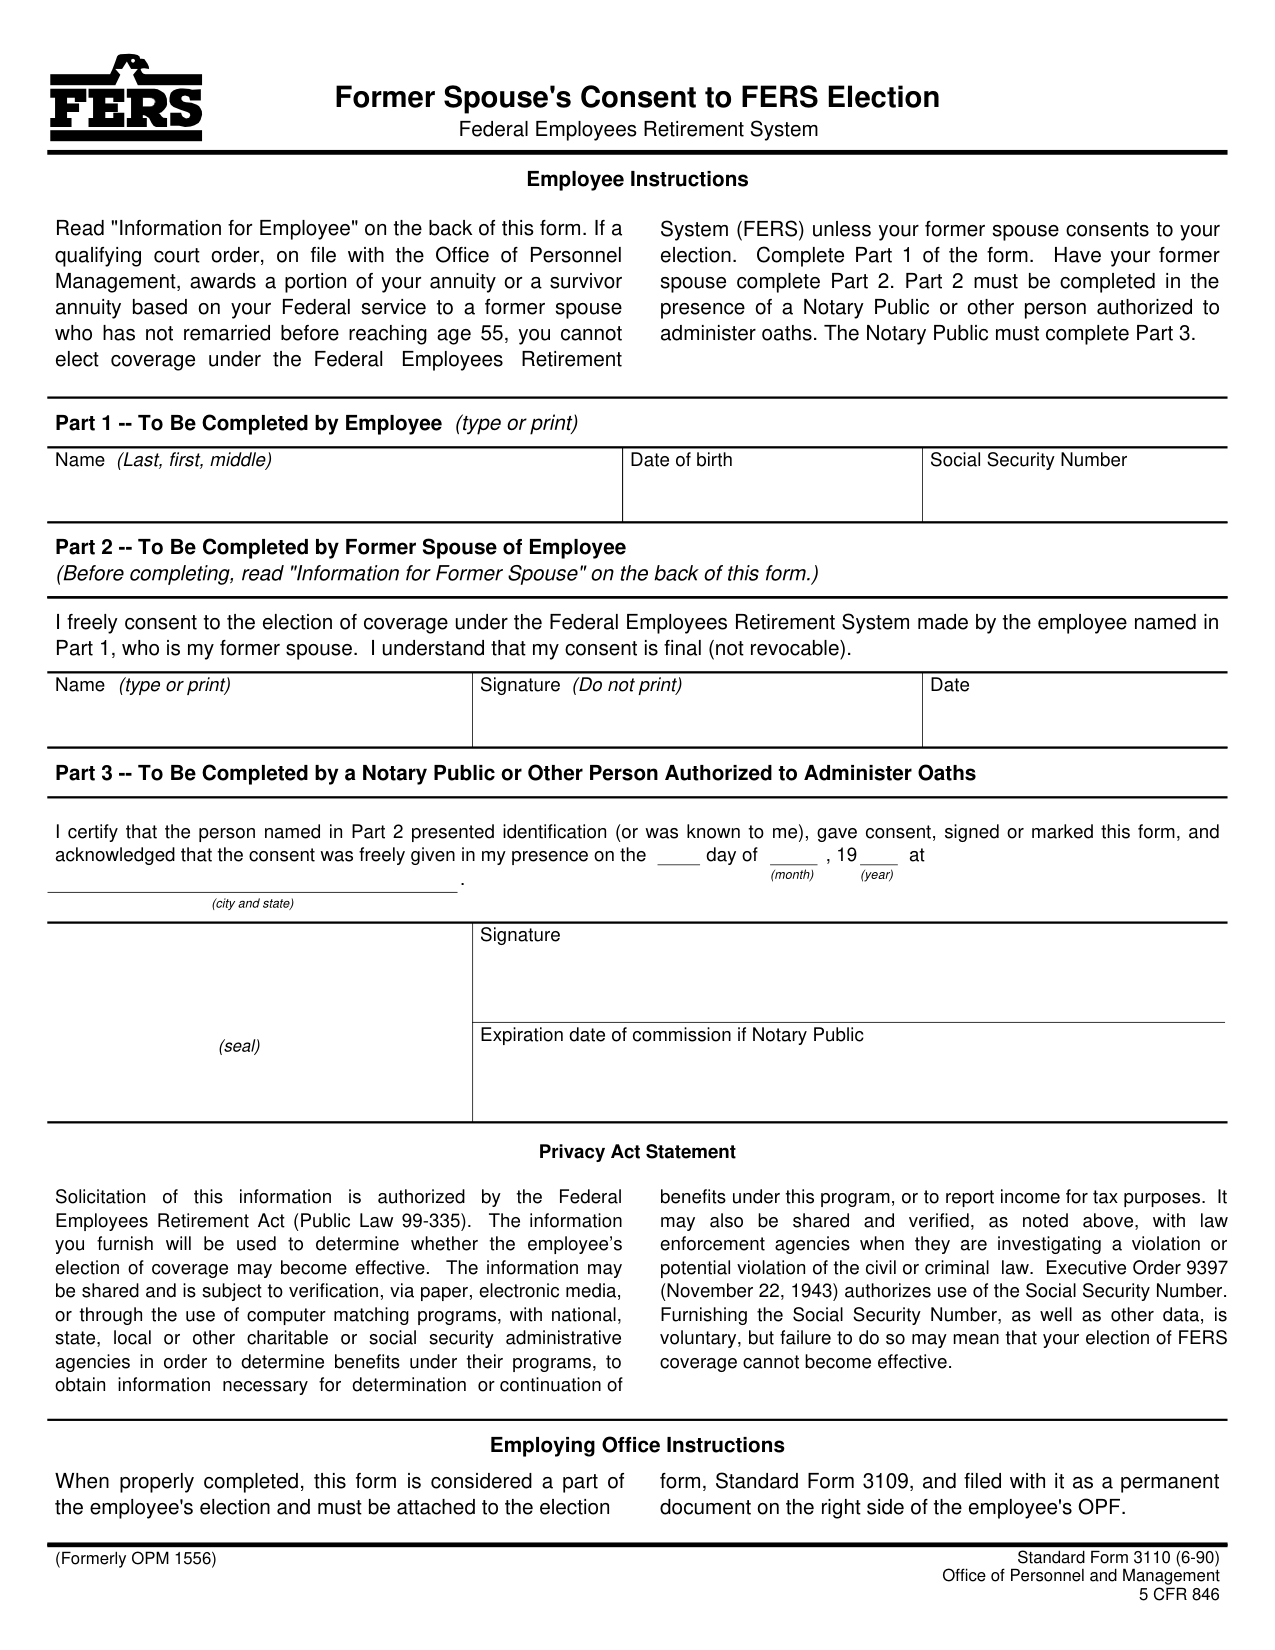 FERS
Former Spouse's Consent to FERS Election
Federal Employees Retirement System
Employee Instructions
Read "Information for Employee" on the back of this form. If a
qualifying court order, on file with the Office of Personnel
Management, awards a portion of your annuity or a survivor
annuity based on your Federal service to a former spouse
who has not remarried before reaching age 55, you cannot
elect coverage under the Federal Employees Retirement
System (FERS) unless your former spouse consents to your
election. Complete Part 1 of the form. Have your former
spouse complete Part 2. Part 2 must be completed in the
presence of a Notary Public or other person authorized to
administer oaths. The Notary Public must complete Part 3.
Part 1 -- To Be Completed by Employee (type or print)
Name (Last, first, middle)
Date of birth
Social Security Number
Part 2 -- To Be Completed by Former Spouse of Employee
(Before completing, read "Information for Former Spouse" on the back of this form.)
I freely consent to the election of coverage under the Federal Employees Retirement System made by the employee named in
Part 1, who is my former spouse. I understand that my consent is final (not revocable).
Name (type or print)
Signature (Do not print)
Date
Part 3 -- To Be Completed by a Notary Public or Other Person Authorized to Administer Oaths
I certify that the person named in Part 2 presented identification (or was known to me), gave consent, signed or marked this form, and
acknowledged that the consent was freely given in my presence on the ____ day of _____ , 19____ at
(month) (year)
______________________________________ .
(city and state)
(seal)
Signature
Expiration date of commission if Notary Public
Privacy Act Statement
Solicitation of this information is authorized by the Federal
Employees Retirement Act (Public Law 99-335). The information
you furnish will be used to determine whether the employee's
election of coverage may become effective. The information may
be shared and is subject to verification, via paper, electronic media,
or through the use of computer matching programs, with national,
state, local or other charitable or social security administrative
agencies in order to determine benefits under their programs, to
obtain information necessary for determination or continuation of
benefits under this program, or to report income for tax purposes. It
may also be shared and verified, as noted above, with law
enforcement agencies when they are investigating a violation or
potential violation of the civil or criminal law. Executive Order 9397
(November 22, 1943) authorizes use of the Social Security Number.
Furnishing the Social Security Number, as well as other data, is
voluntary, but failure to do so may mean that your election of FERS
coverage cannot become effective.
Employing Office Instructions
When properly completed, this form is considered a part of
the employee's election and must be attached to the election
form, Standard Form 3109, and filed with it as a permanent
document on the right side of the employee's OPF.
(Formerly OPM 1556)
Standard Form 3110 (6-90)
Office of Personnel and Management
5 CFR 846